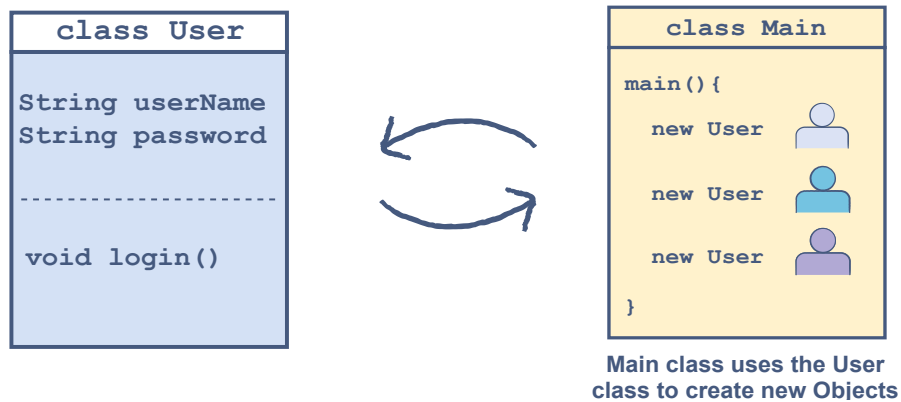 class User
String userName
String password
void login()
class Main
main(){
new User
new User
new User
}
Main class uses the User
class to create new Objects